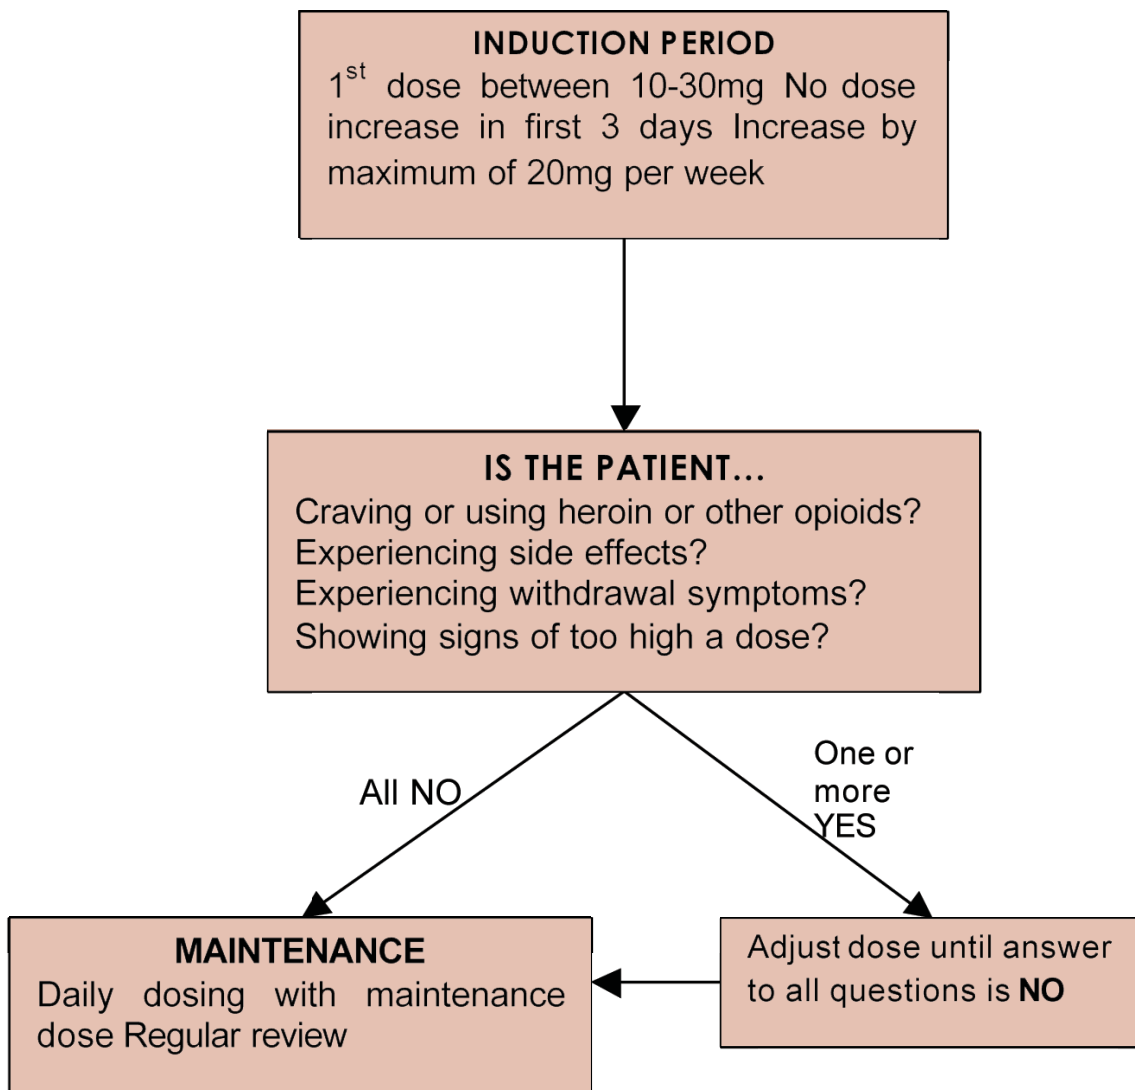 INDUCTION PERIOD
1st dose between 10-30mg No dose
increase in first 3 days Increase by
maximum of 20mg per week
IS THE PATIENT...
Craving or using heroin or other opioids?
Experiencing side effects?
Experiencing withdrawal symptoms?
Showing signs of too high a dose?
All NO
One or
more
YES
MAINTENANCE
Daily dosing with maintenance
dose Regular review
Adjust dose until answer
to all questions is NO